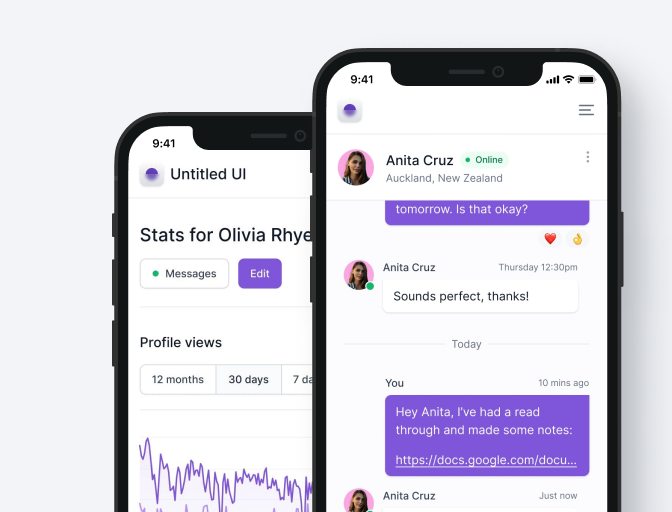 9:41
Untitled UI
Stats for Olivia Rhye
Messages
Edit
Profile views
12 months
30 days
7 da
9:41
Anita Cruz
Online
Auckland, New Zealand
tomorrow. Is that okay?
Anita Cruz
Thursday 12:30pm
Sounds perfect, thanks!
Today
You
10 mins ago
Hey Anita, I’ve had a read
through and made some notes:
https://docs.google.com/docu...
Anita Cruz
Just now